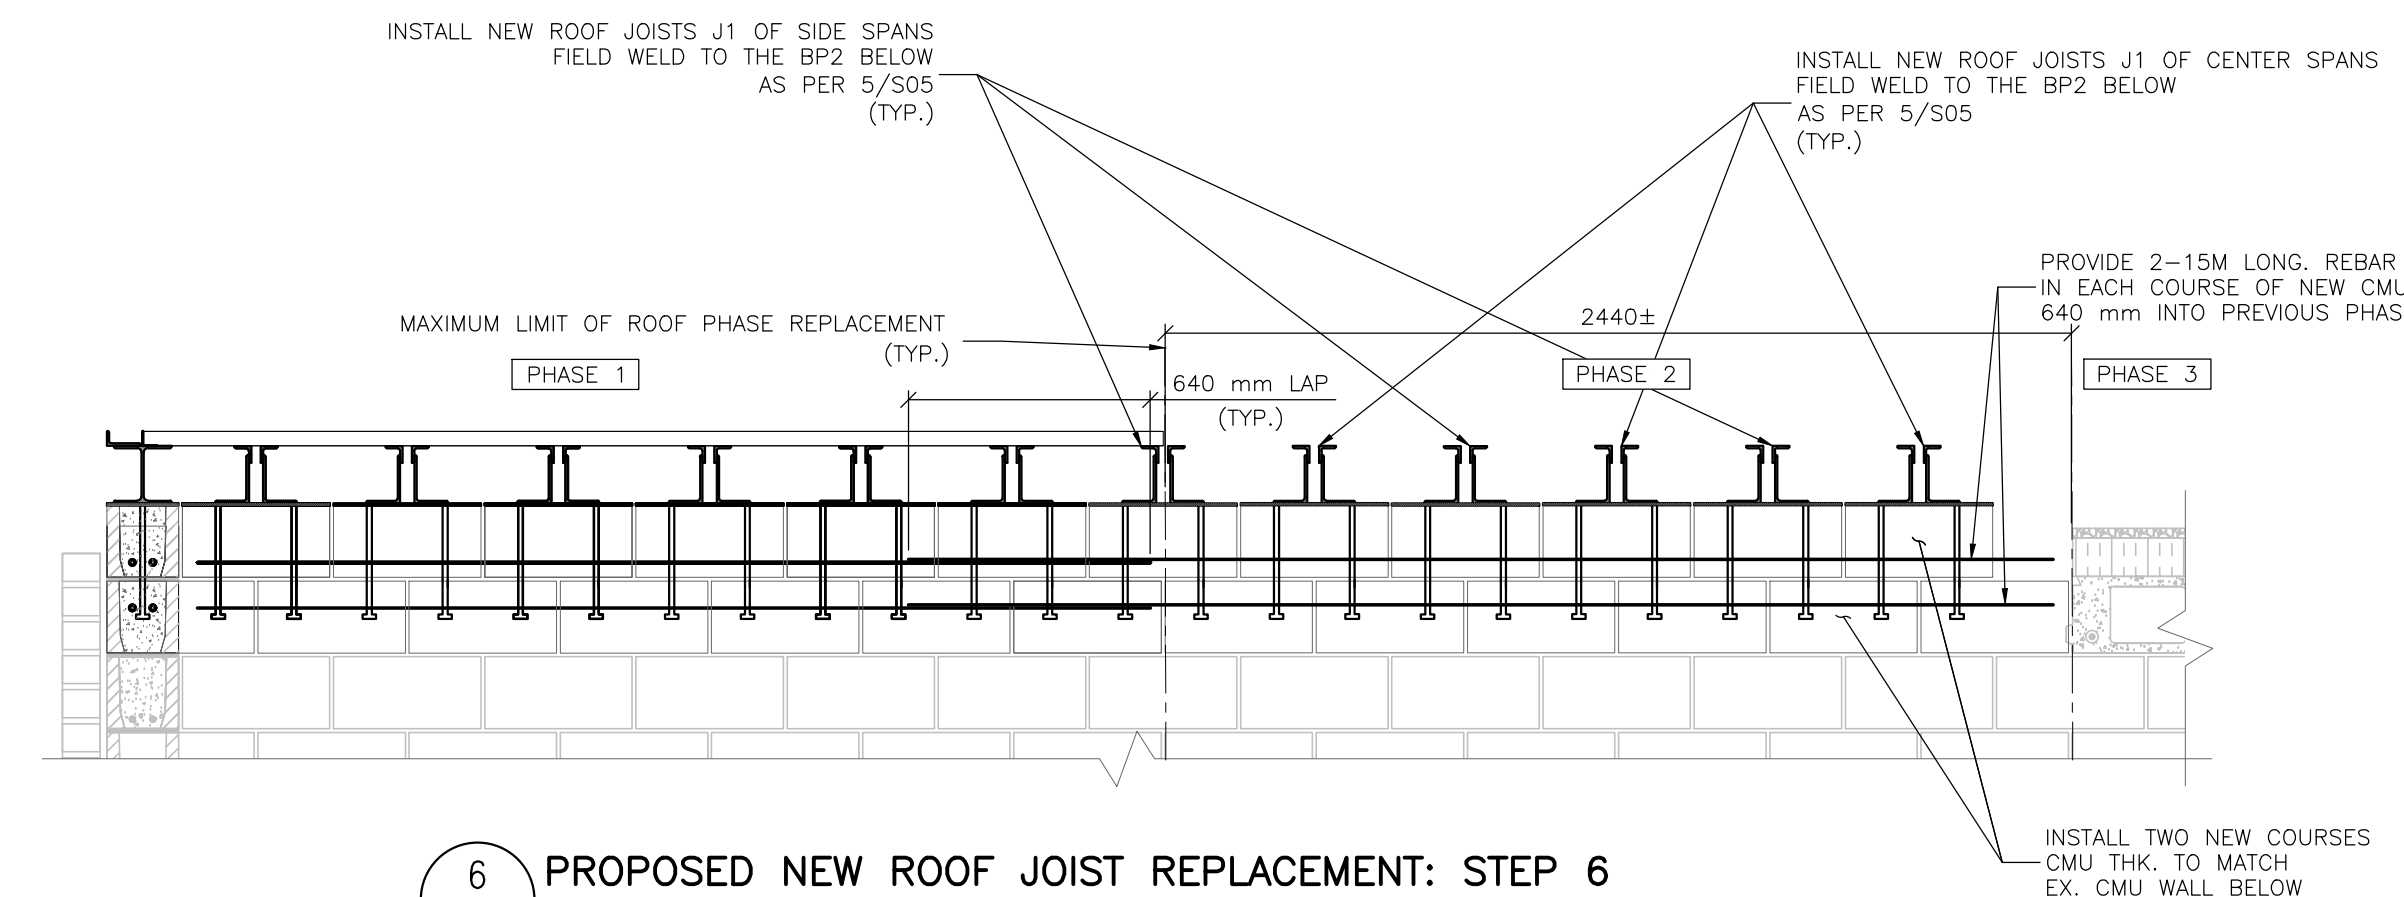 INSTALL NEW ROOF JOISTS J1 OF SIDE SPANS
FIELD WELD TO THE BP2 BELOW
AS PER 5/S05
(TYP.)
INSTALL NEW ROOF JOISTS J1 OF CENTER SPANS
FIELD WELD TO THE BP2 BELOW
AS PER 5/S05
(TYP.)
PROVIDE 2-15M LONG. REBAR
IN EACH COURSE OF NEW CMU
640 mm INTO PREVIOUS PHAS
MAXIMUM LIMIT OF ROOF PHASE REPLACEMENT
(TYP.)
2440±
PHASE 1
640 mm LAP
(TYP.)
PHASE 2
PHASE 3
INSTALL TWO NEW COURSES
CMU THK. TO MATCH
EX. CMU WALL BELOW
6
PROPOSED NEW ROOF JOIST REPLACEMENT: STEP 6